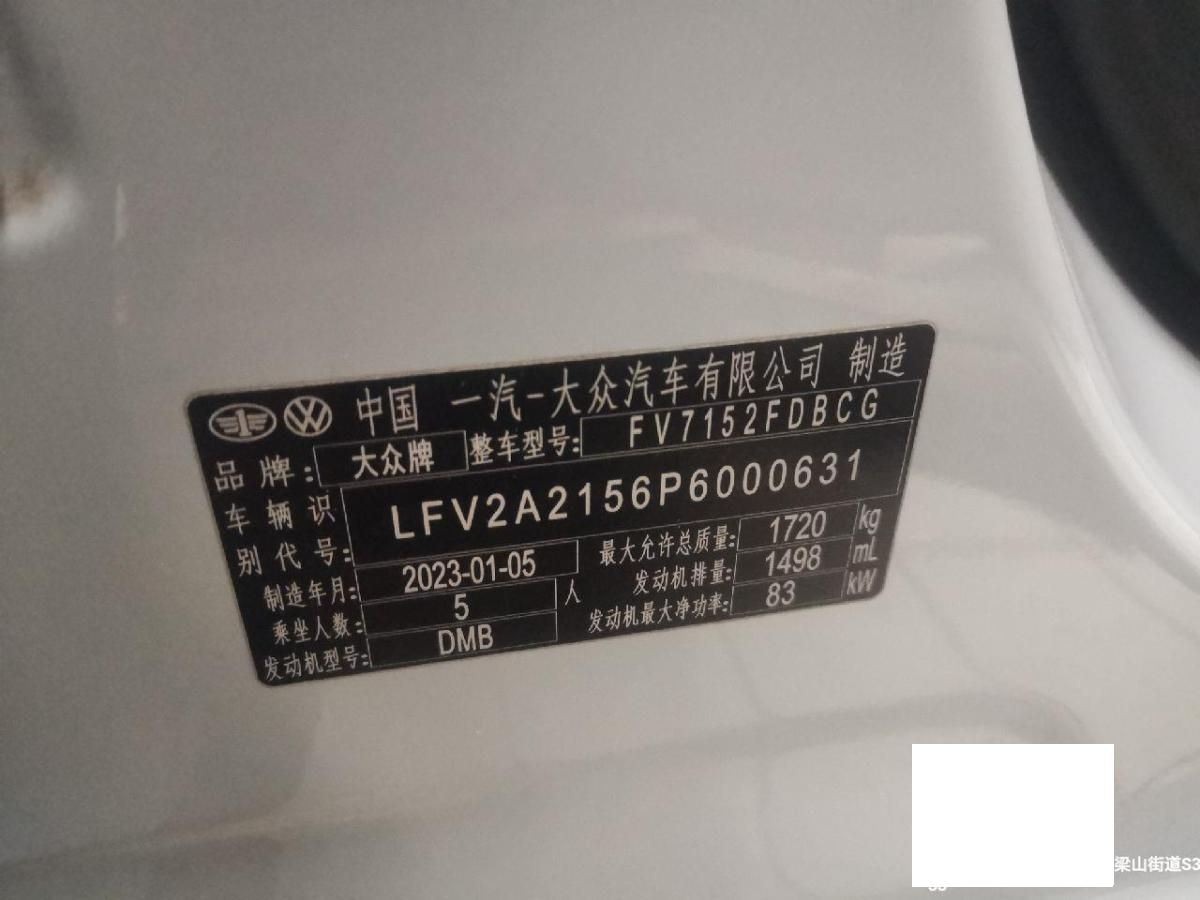 中国 一汽-大众汽车有限公司 制造
品牌: 大众牌 整车型号: FV7152FDBCG
车辆识别代号: LFV2A2156P6000631
制造年月: 2023-01-05 最大允许总质量: 1720 kg
乘坐人数: 5 人 发动机排量: 1498 mL
发动机型号: DMB 发动机最大净功率: 83 kW
梁山街道S3